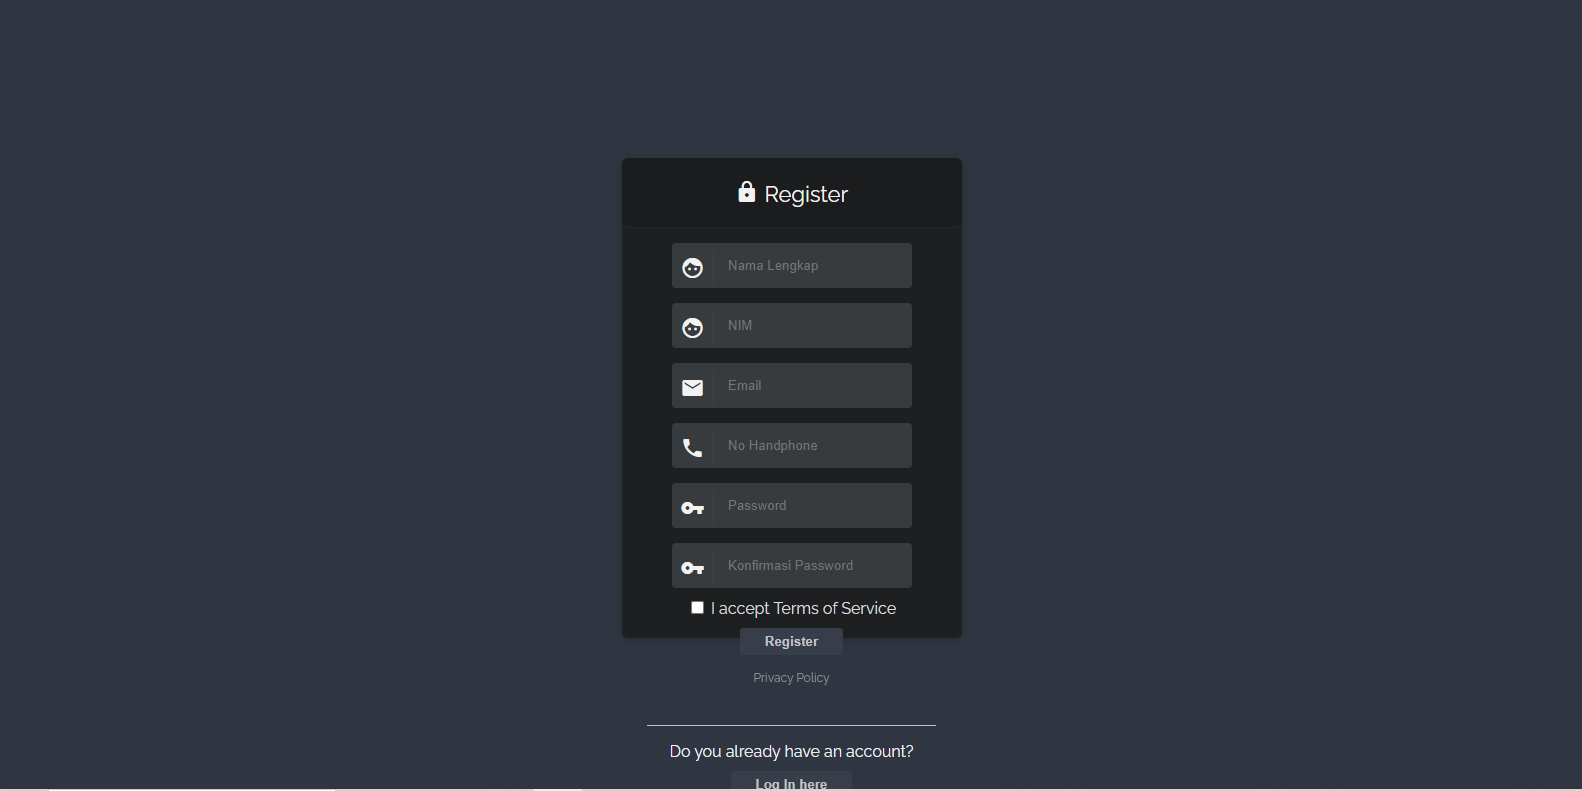 Register
Nama Lengkap
NIM
Email
No Handphone
Password
Konfirmasi Password
I accept Terms of Service
Register
Privacy Policy
Do you already have an account?
Log In here